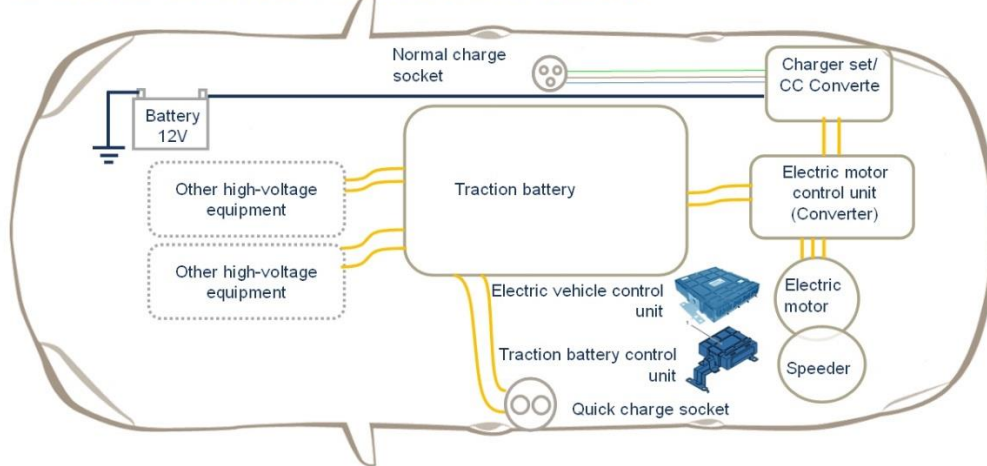 Normal charge
socket
Charger set/
CC Converte
Battery
12V
Other high-voltage
equipment
Traction battery
Electric motor
control unit
(Converter)
Other high-voltage
equipment
Electric vehicle control
unit
Electric
motor
Traction battery control
unit
Speeder
Quick charge socket